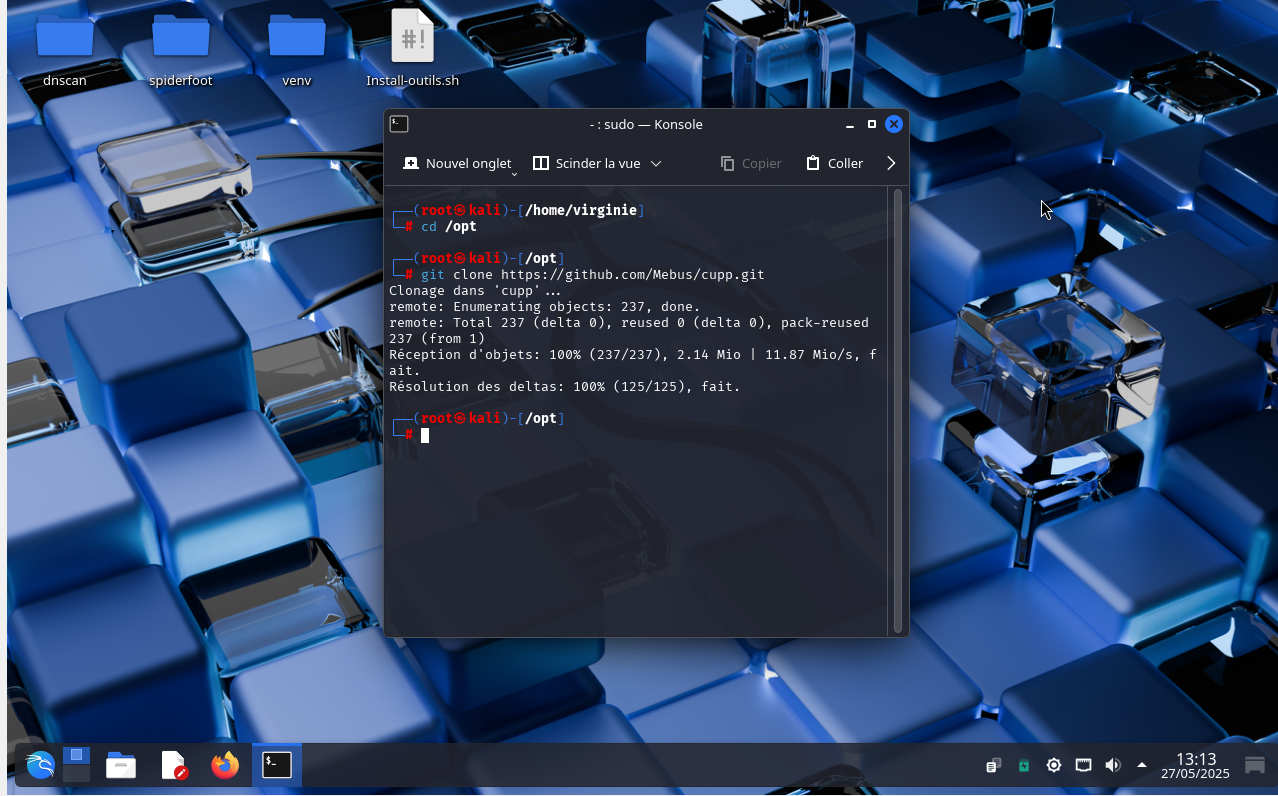 dnscan
spiderfoot
venv
#!
Install-outils.sh
- : sudo — Konsole
Nouvel onglet
Scinder la vue
Copier
Coller
┌──(root㉿kali)-[/home/virginie]
└─# cd /opt
┌──(root㉿kali)-[/opt]
└─# git clone https://github.com/Mebus/cupp.git
Clonage dans 'cupp'...
remote: Enumerating objects: 237, done.
remote: Total 237 (delta 0), reused 0 (delta 0), pack-reused
237 (from 1)
Réception d'objets: 100% (237/237), 2.14 Mio | 11.87 Mio/s, f
ait.
Résolution des deltas: 100% (125/125), fait.
┌──(root㉿kali)-[/opt]
└─#
13:13
27/05/2025